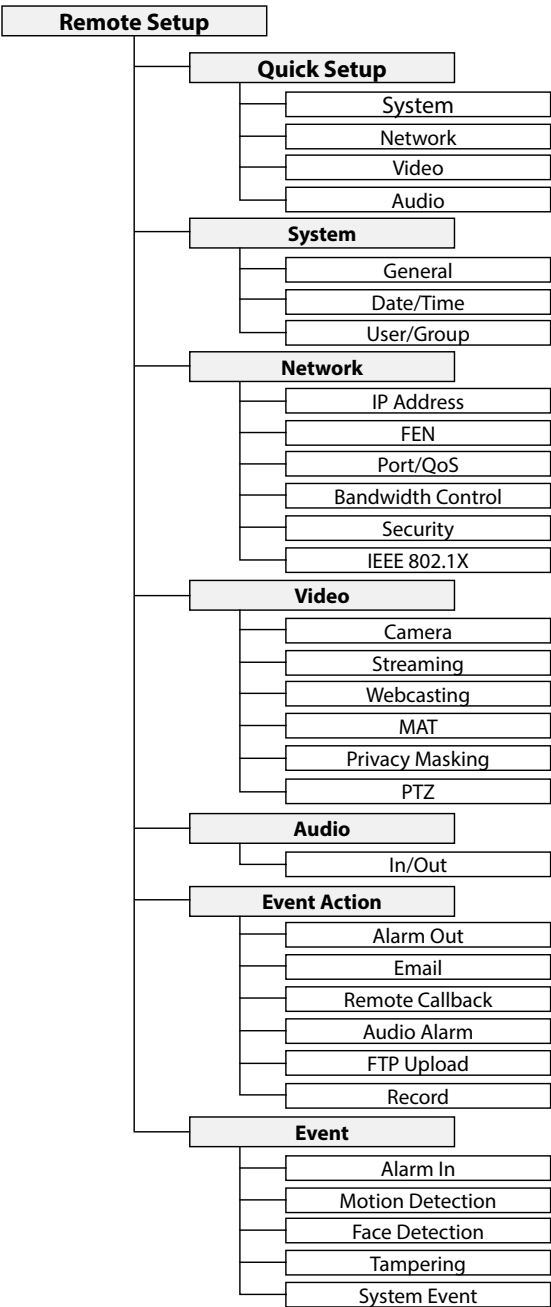 Remote Setup
Quick Setup
System
Network
Video
Audio
System
General
Date/Time
User/Group
Network
IP Address
FEN
Port/QoS
Bandwidth Control
Security
IEEE 802.1X
Video
Camera
Streaming
Webcasting
MAT
Privacy Masking
PTZ
Audio
In/Out
Event Action
Alarm Out
Email
Remote Callback
Audio Alarm
FTP Upload
Record
Event
Alarm In
Motion Detection
Face Detection
Tampering
System Event